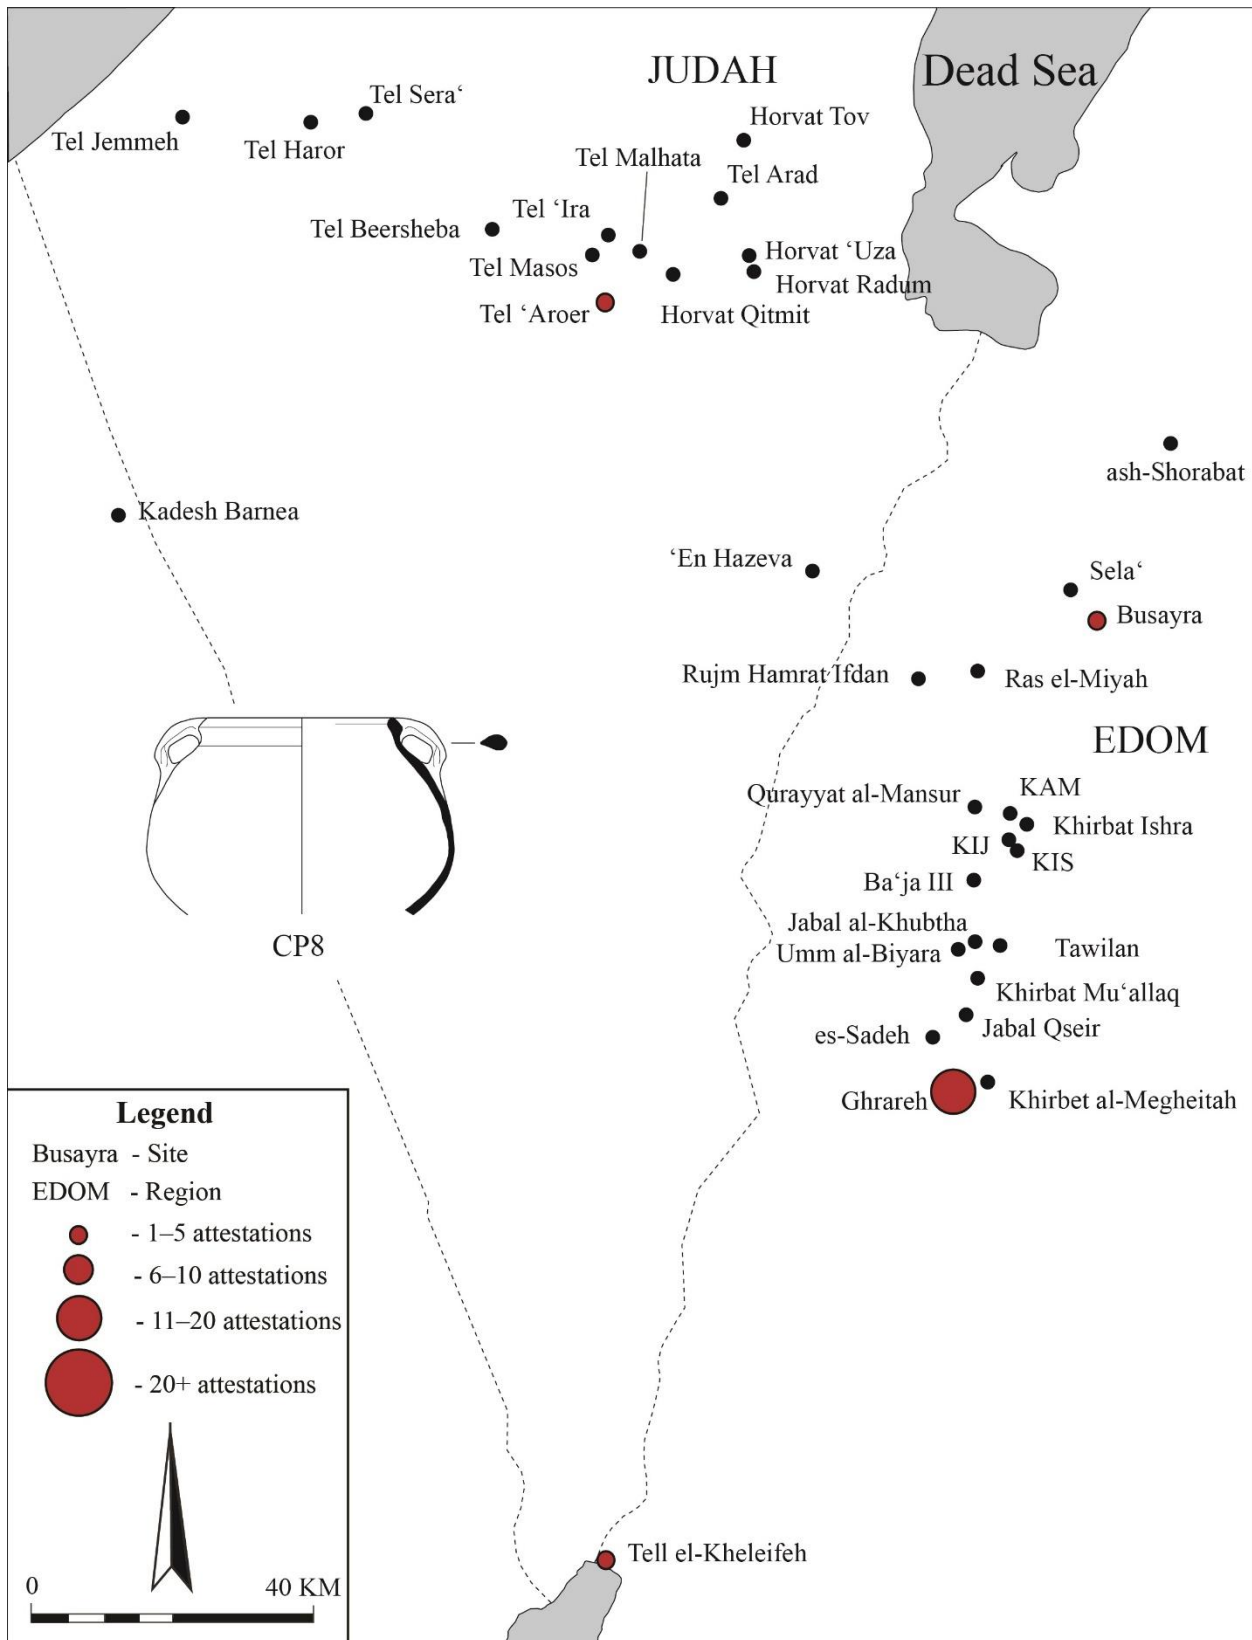 JUDAH
Dead Sea
Tel Sera‘
Tel Jemmeh
Tel Haror
Horvat Tov
Tel Malhata
Tel Arad
Tel ‘Ira
Tel Beersheba
Tel Masos
Horvat ‘Uza
Horvat Radum
Tel ‘Aroer
Horvat Qitmit
ash-Shorabat
Kadesh Barnea
‘En Hazeva
Sela‘
Busayra
Rujm Hamrat Ifdan
Ras el-Miyah
EDOM
Qurayyat al-Mansur
KAM
Khirbat Ishra
KIJ
KIS
Ba‘ja III
Jabal al-Khubtha
Umm al-Biyara
Tawilan
CP8
Khirbat Mu‘allaq
Jabal Qseir
es-Sadeh
Ghrareh
Khirbet al-Megheitah
Legend
Busayra - Site
EDOM - Region
- 1–5 attestations
- 6–10 attestations
- 11–20 attestations
- 20+ attestations
Tell el-Kheleifeh
0 40 KM